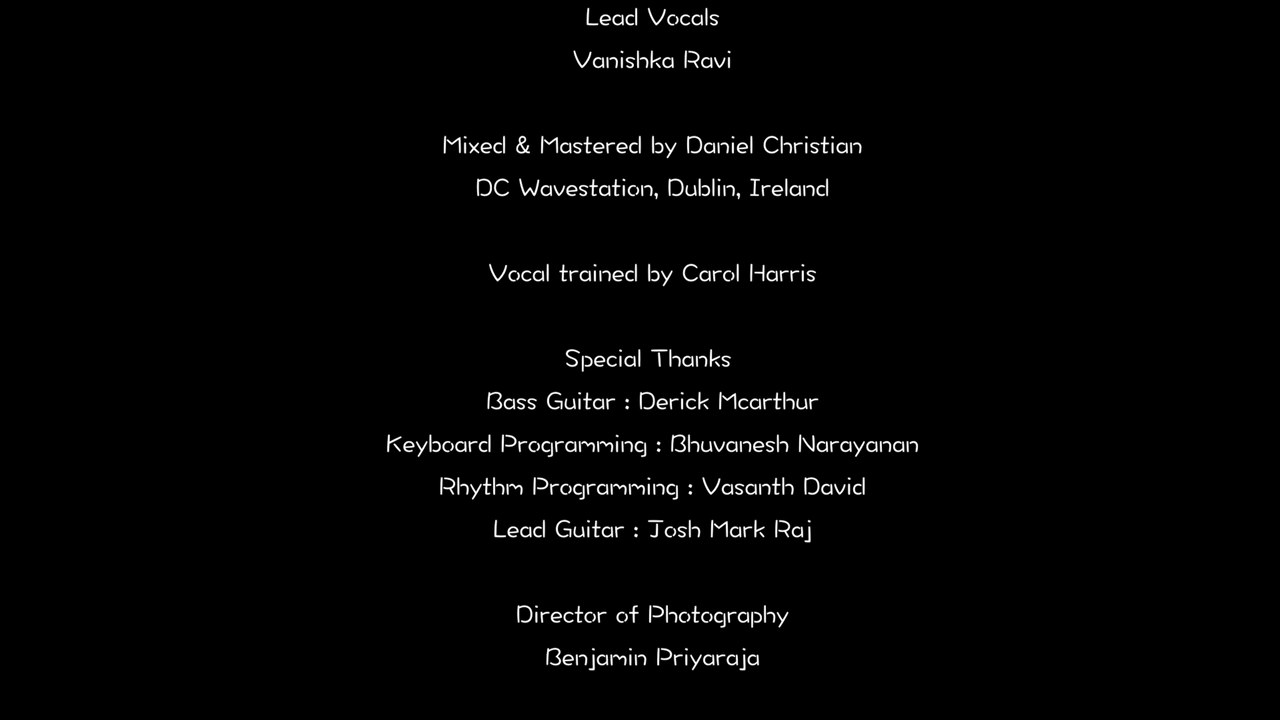 Lead Vocals
Vanishka Ravi
Mixed & Mastered by Daniel Christian
DC Wavestation, Dublin, Ireland
Vocal trained by Carol Harris
Special Thanks
Bass Guitar : Derick Mcarthur
Keyboard Programming : Bhuvanesh Narayanan
Rhythm Programming : Vasanth David
Lead Guitar : Josh Mark Raj
Director of Photography
Benjamin Priyaraja